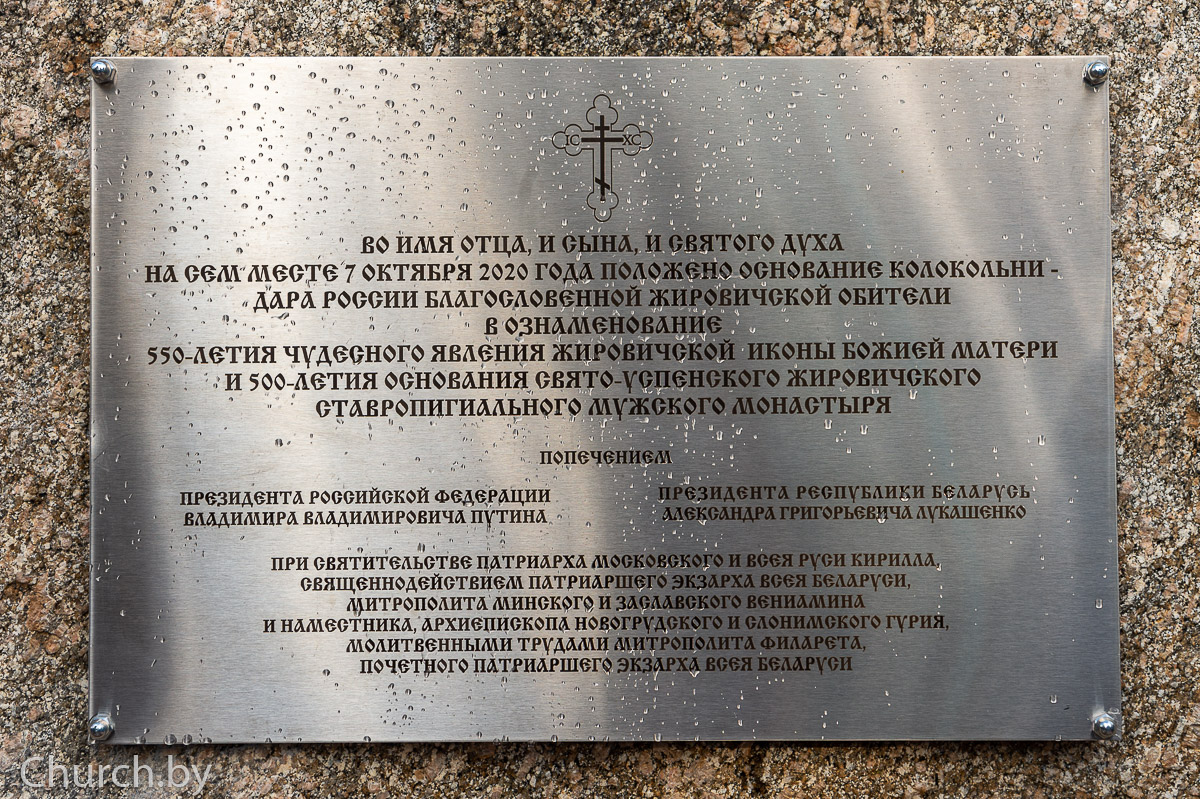 IC XC
ВО ИМЯ ОТЦА, И СЫНА, И СВЯТОГО ДУХА
НА СЕМ МЕСТЕ 7 ОКТЯБРЯ 2020 ГОДА ПОЛОЖЕНО ОСНОВАНИЕ КОЛОКОЛЬНИ -
ДАРА РОССИИ БЛАГОСЛОВЕННОЙ ЖИРОВИЧСКОЙ ОБИТЕЛИ
В ОЗНАМЕНОВАНИЕ
550-ЛЕТИЯ ЧУДЕСНОГО ЯВЛЕНИЯ ЖИРОВИЧСКОЙ ИКОНЫ БОЖИЕЙ МАТЕРИ
И 500-ЛЕТИЯ ОСНОВАНИЯ СВЯТО-УСПЕНСКОГО ЖИРОВИЧСКОГО
СТАВРОПИГИАЛЬНОГО МУЖСКОГО МОНАСТЫРЯ
ПОПЕЧЕНИЕМ
ПРЕЗИДЕНТА РОССИЙСКОЙ ФЕДЕРАЦИИ
ВЛАДИМИРА ВЛАДИМИРОВИЧА ПУТИНА
ПРЕЗИДЕНТА РЕСПУБЛИКИ БЕЛАРУСЬ
АЛЕКСАНДРА ГРИГОРЬЕВИЧА ЛУКАШЕНКО
ПРИ СВЯТИТЕЛЬСТВЕ ПАТРИАРХА МОСКОВСКОГО И ВСЕЯ РУСИ КИРИЛЛА,
СВЯЩЕННОДЕЙСТВИЕМ ПАТРИАРШЕГО ЭКЗАРХА ВСЕЯ БЕЛАРУСИ,
МИТРОПОЛИТА МИНСКОГО И ЗАСЛАВСКОГО ВЕНИАМИНА
И НАМЕСТНИКА, АРХИЕПИСКОПА НОВОГРУДСКОГО И СЛОНИМСКОГО ГУРИЯ,
МОЛИТВЕННЫМИ ТРУДАМИ МИТРОПОЛИТА ФИЛАРЕТА,
ПОЧЕТНОГО ПАТРИАРШЕГО ЭКЗАРХА ВСЕЯ БЕЛАРУСИ
Church.by